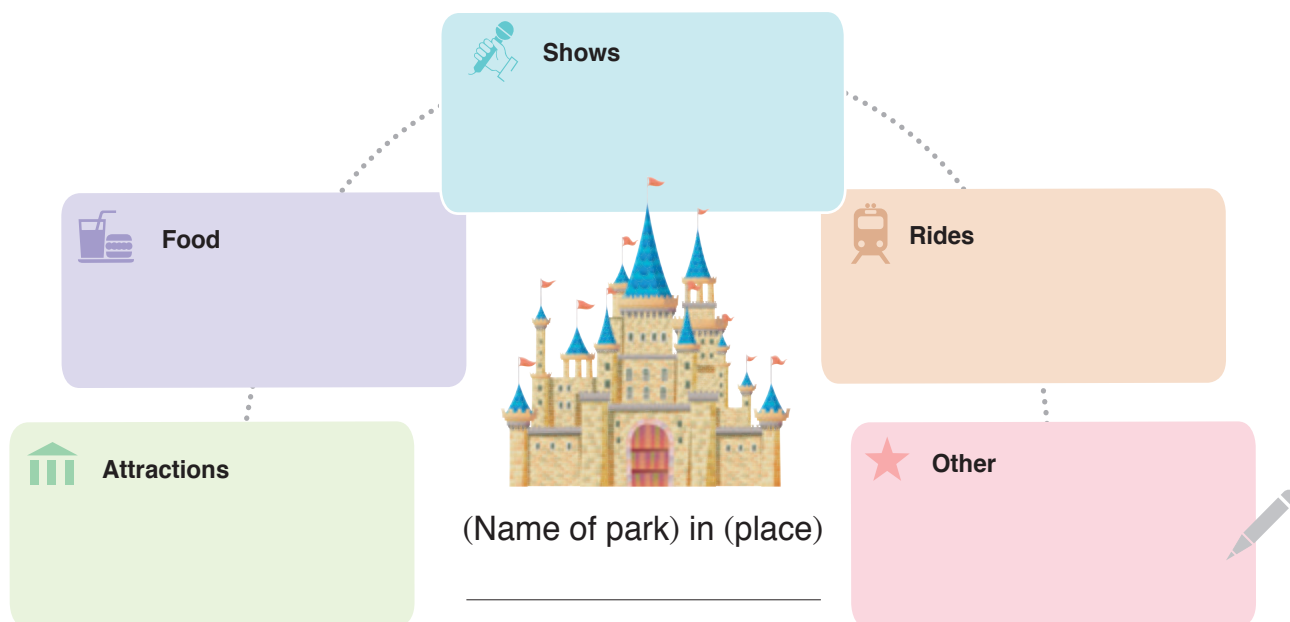 Shows
Food
Rides
Attractions
Other
(Name of park) in (place)